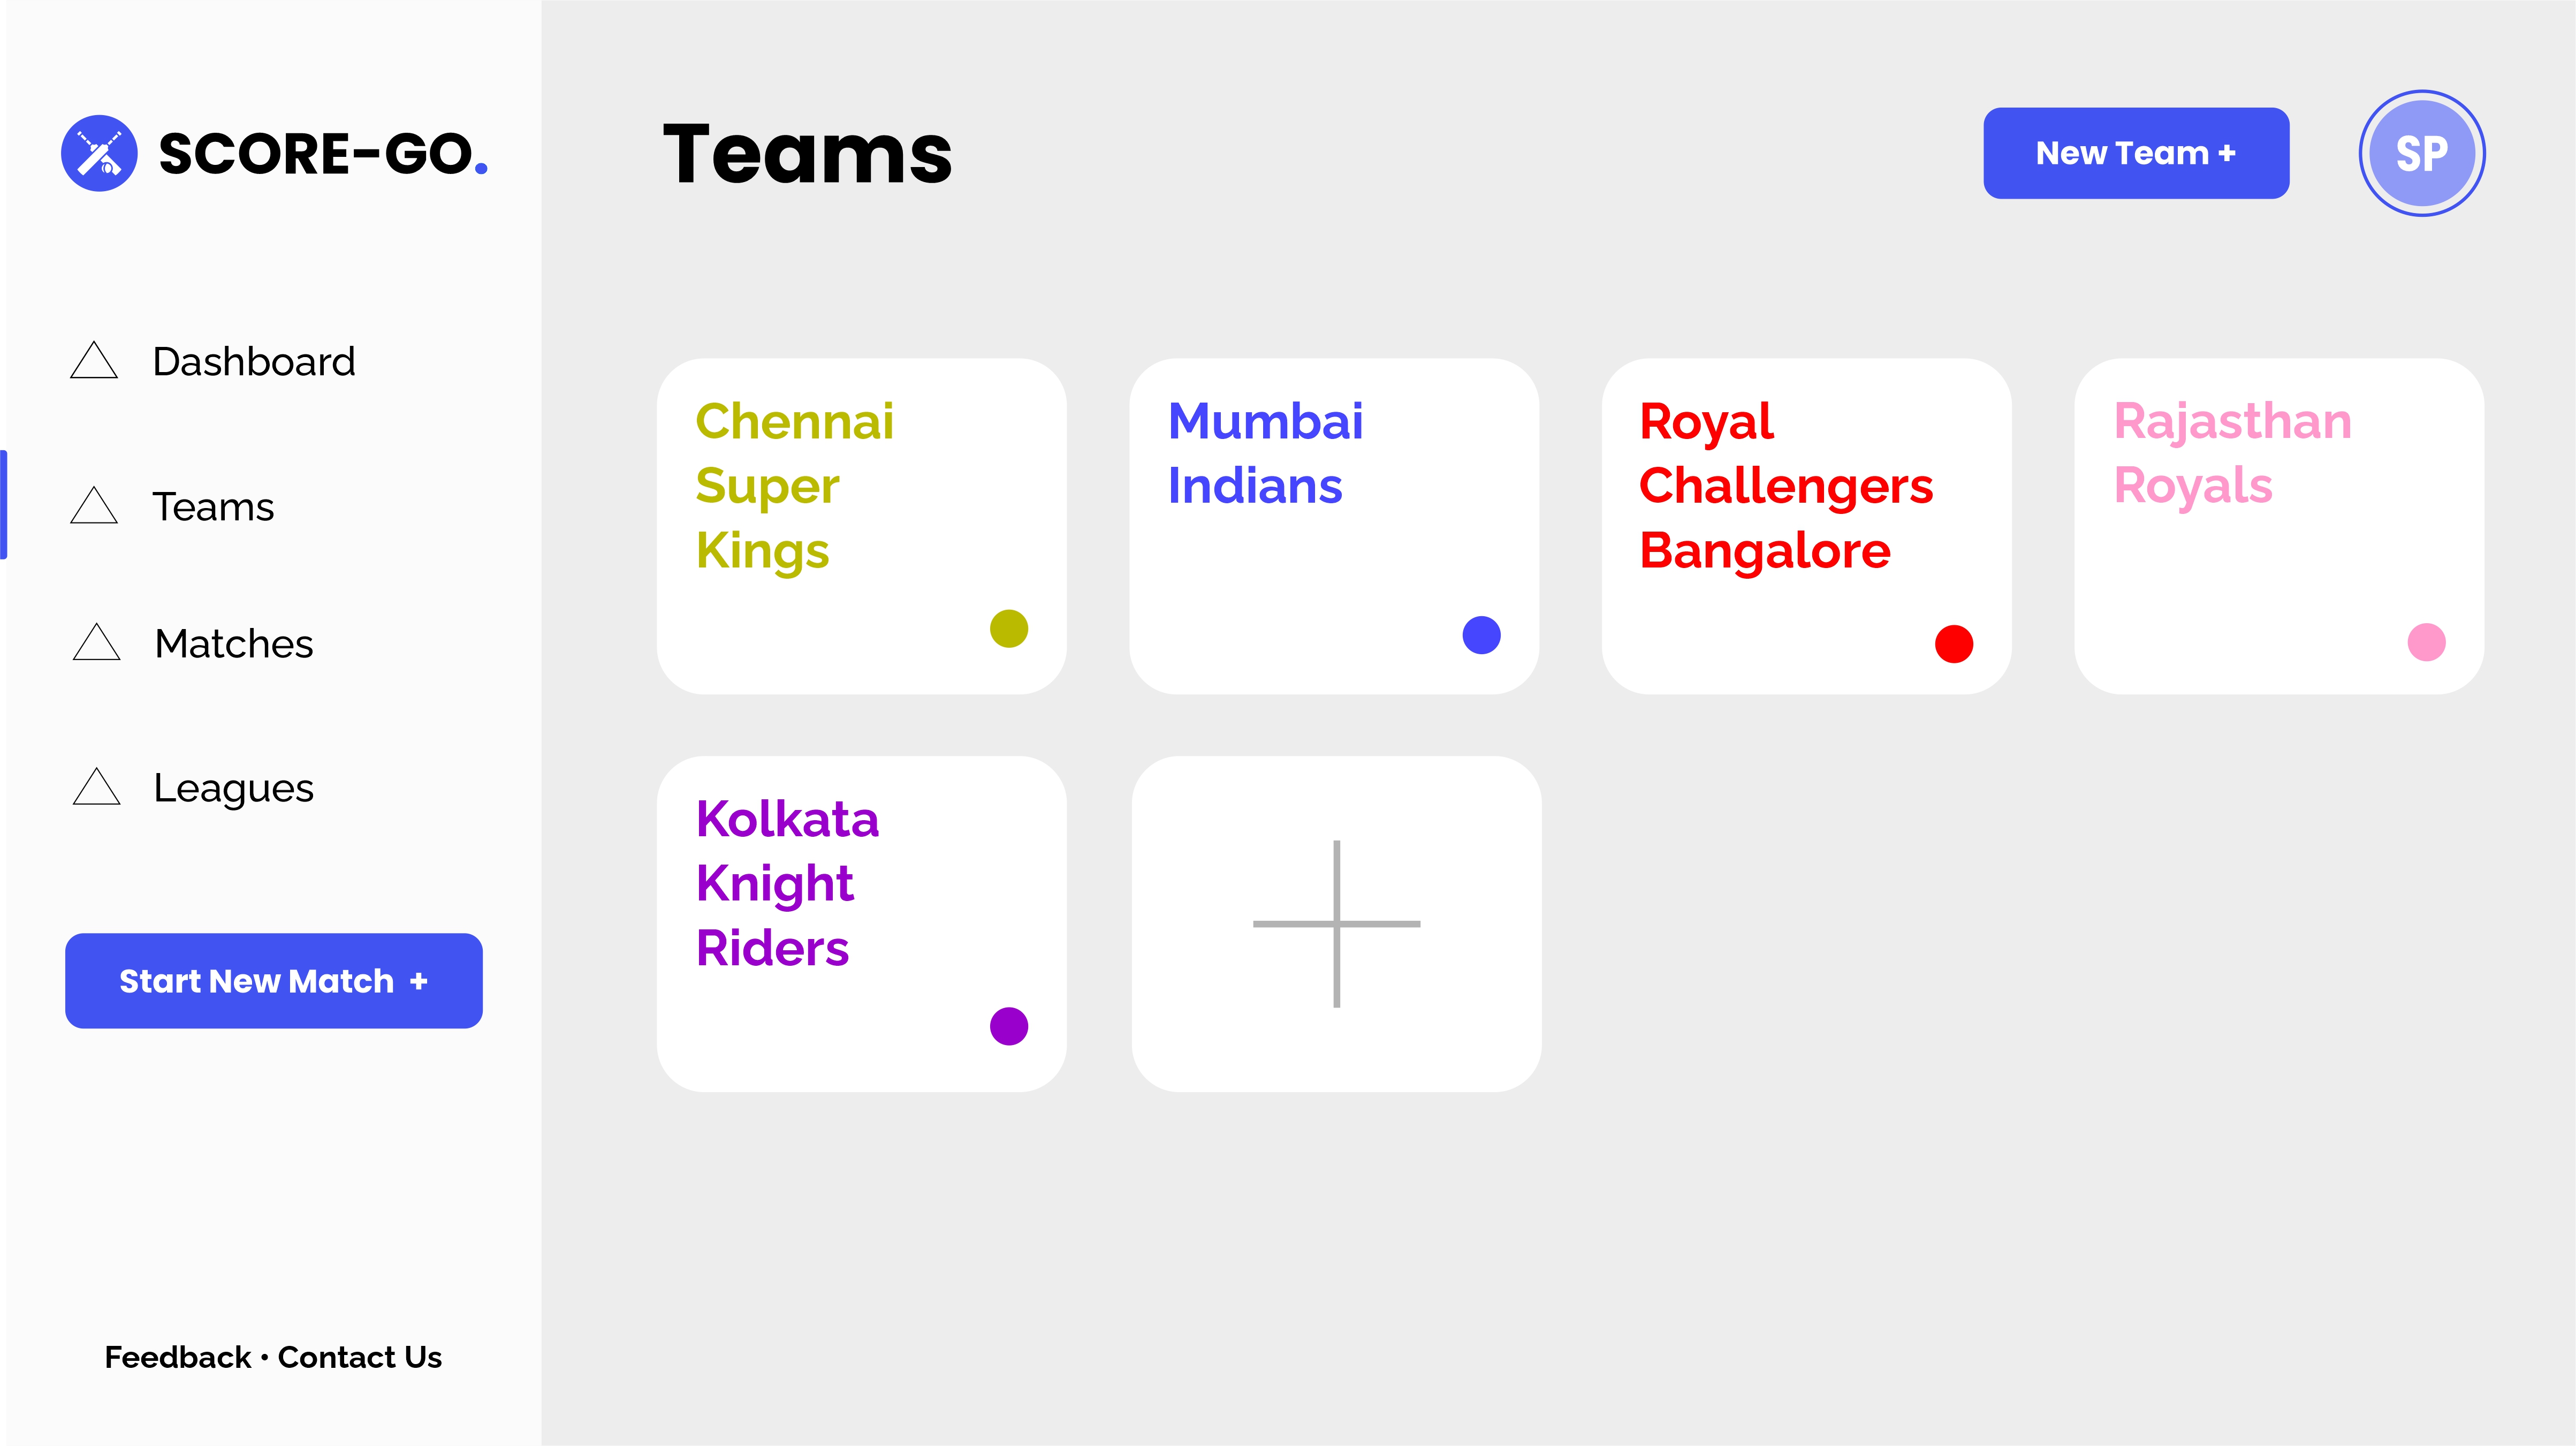 SCORE-GO.
Dashboard
Teams
Matches
Leagues
Start New Match +
Feedback • Contact Us
Teams
New Team +
SP
Chennai
Super
Kings
Mumbai
Indians
Royal
Challengers
Bangalore
Rajasthan
Royals
Kolkata
Knight
Riders